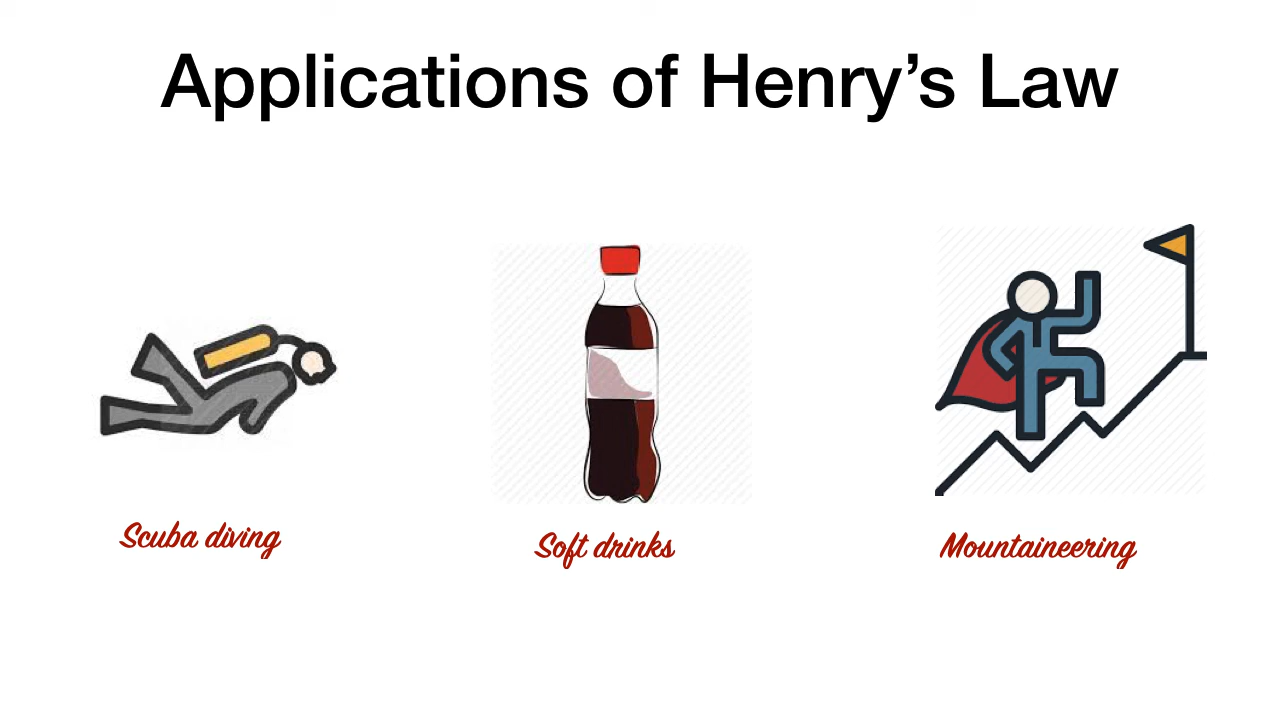 Applications of Henry’s Law
Scuba diving
Soft drinks
Mountaineering